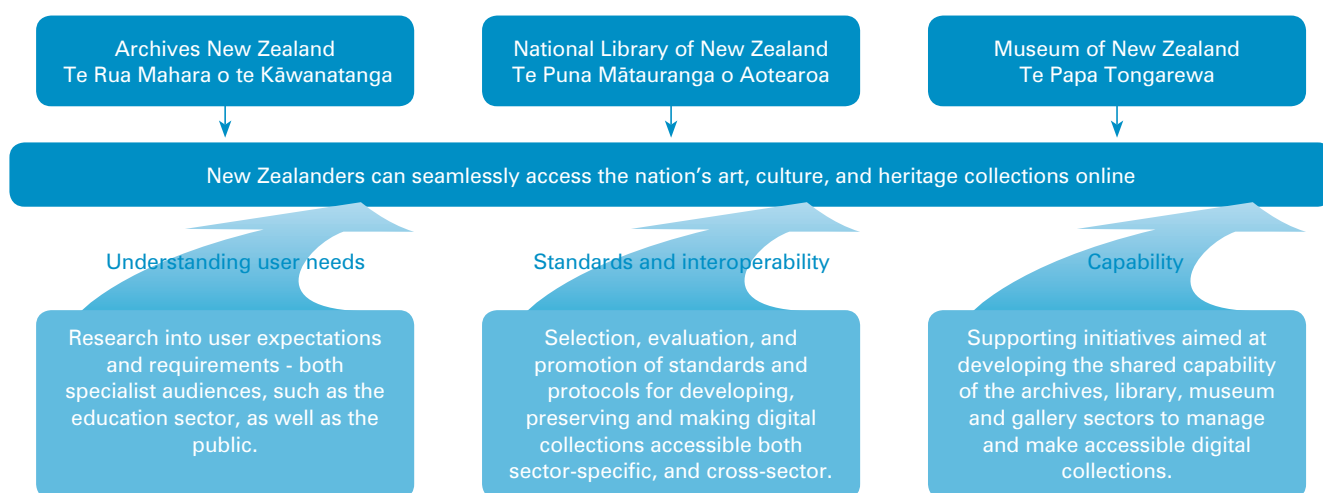 Archives New Zealand
Te Rua Mahara o te Kāwanatanga
National Library of New Zealand
Te Puna Mātauranga o Aotearoa
Museum of New Zealand
Te Papa Tongarewa
New Zealanders can seamlessly access the nation's art, culture, and heritage collections online
Understanding user needs
Standards and interoperability
Capability
Research into user expectations
and requirements - both
specialist audiences, such as the
education sector, as well as the
public.
Selection, evaluation, and
promotion of standards and
protocols for developing,
preserving and making digital
collections accessible both
sector-specific, and cross-sector.
Supporting initiatives aimed at
developing the shared capability
of the archives, library, museum
and gallery sectors to manage
and make accessible digital
collections.